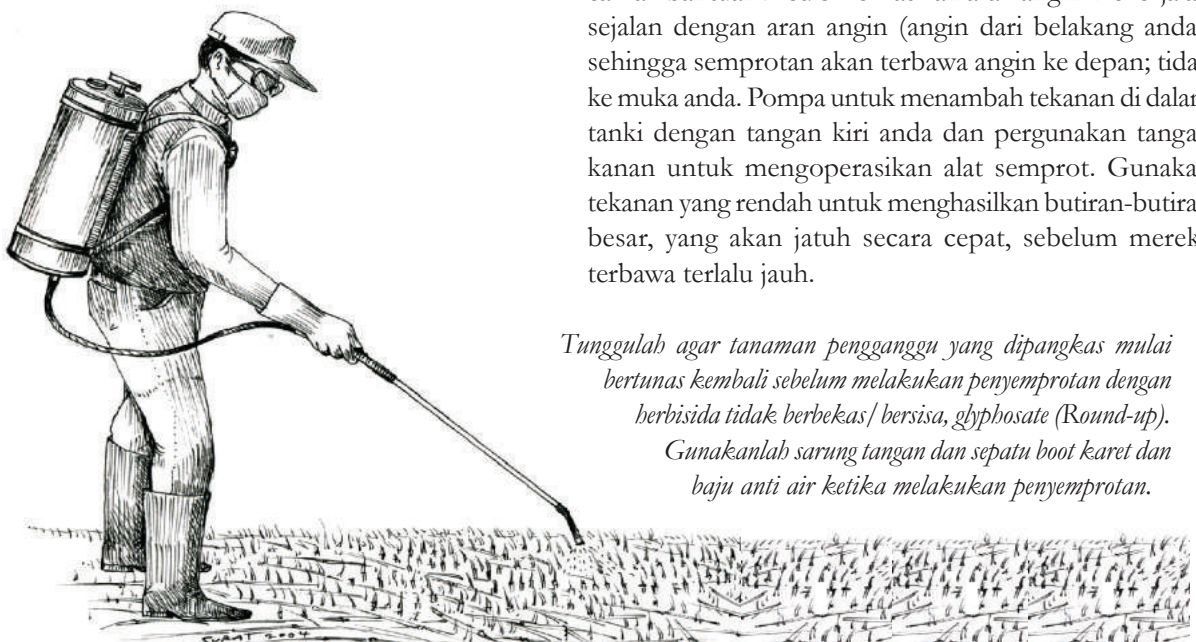 sejalan dengan aran angin (angin dari belakang anda
sehingga semprotan akan terbawa angin ke depan; tida
ke muka anda. Pompa untuk menambah tekanan di
tanki dengan tangan kiri anda dan pergunakan tanga
kanan untuk mengoperasikan alat semprot. Gunaka
tekanan yang rendah untuk menghasilkan butiran-butira
besar, yang akan jatuh secara cepat, sebelum merek
terbawa terlalu jauh.
Tunggulah agar tanaman pengganggu yang dipangkas mulai
bertunas kembali sebelum melakukan penyemprotan dengan
herbisida tidak berbekas/bersisa, glyphosate (Round-up).
Gunakanlah sarung tangan dan sepatu boot karet dan
baju anti air ketika melakukan penyemprotan.
2004